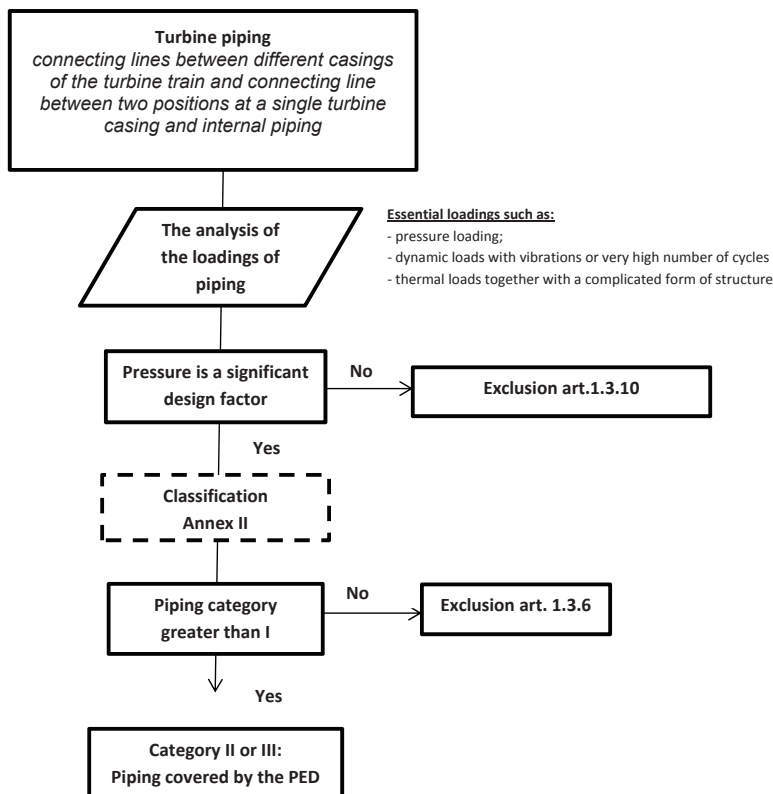 Turbine piping
connecting lines between different casings
of the turbine train and connecting line
between two positions at a single turbine
casing and internal piping
The analysis of
the loadings of
piping
Essential loadings such as:
- pressure loading;
- dynamic loads with vibrations or very high number of cycles
- thermal loads together with a complicated form of structure
Pressure is a significant
design factor
No
Exclusion art.1.3.10
Yes
Classification
Annex II
Piping category
greater than I
No
Exclusion art. 1.3.6
Yes
Category II or III:
Piping covered by the PED